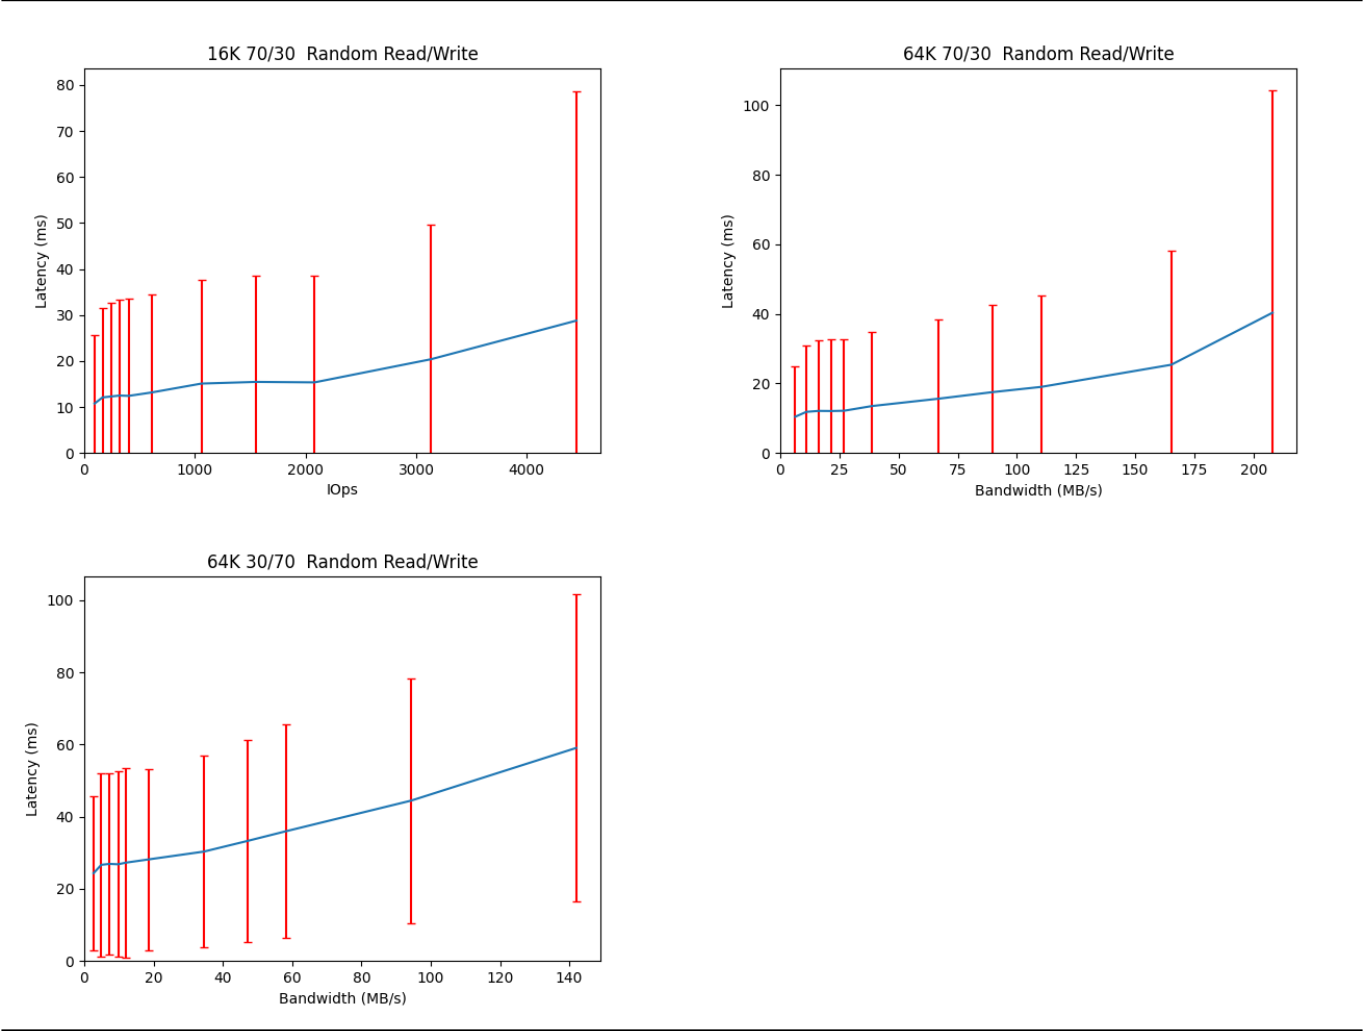 16K 70/30  Random Read/Write
80
70
60
50
40
30
20
10
0
Latency (ms)
0 1000 2000 3000 4000
IOps
64K 70/30  Random Read/Write
100
80
60
40
20
0
Latency (ms)
0 25 50 75 100 125 150 175 200
Bandwidth (MB/s)
64K 30/70  Random Read/Write
100
80
60
40
20
0
Latency (ms)
0 20 40 60 80 100 120 140
Bandwidth (MB/s)